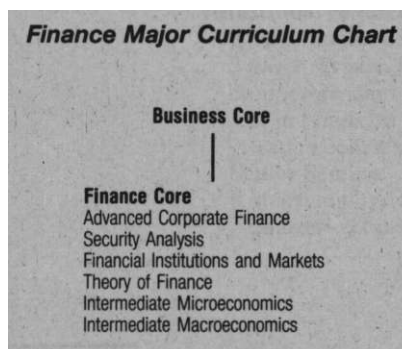 Finance Major Curriculum Chart
Business Core
Finance Core
Advanced Corporate Finance
Security Analysis
Financial Institutions and Markets
Theory of Finance
Intermediate Microeconomics
Intermediate Macroeconomics